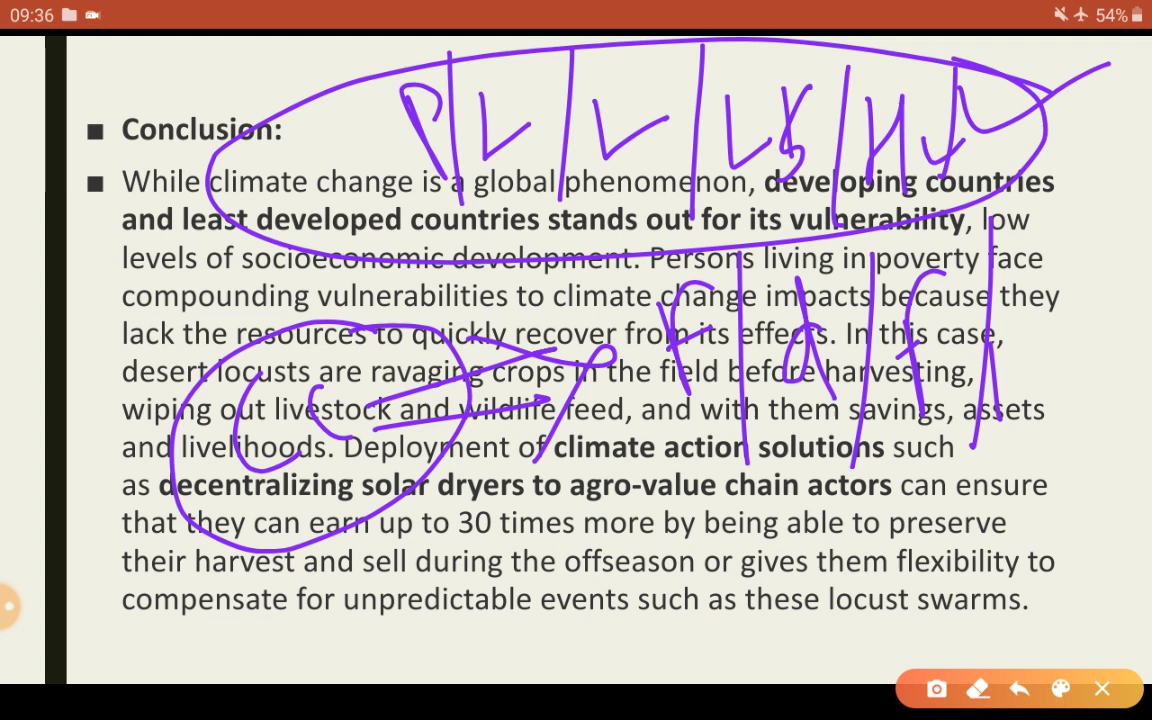 09:36
54%
■ Conclusion:
■ While climate change is a global phenomenon, developing countries
and least developed countries stands out for its vulnerability, low
levels of socioeconomic development. Persons living in poverty face
compounding vulnerabilities to climate change impacts because they
lack the resources to quickly recover from its effects. In this case,
desert locusts are ravaging crops in the field before harvesting,
wiping out livestock and wildlife feed, and with them savings, assets
and livelihoods. Deployment of climate action solutions such
as decentralizing solar dryers to agro-value chain actors can ensure
that they can earn up to 30 times more by being able to preserve
their harvest and sell during the offseason or gives them flexibility to
compensate for unpredictable events such as these locust swarms.